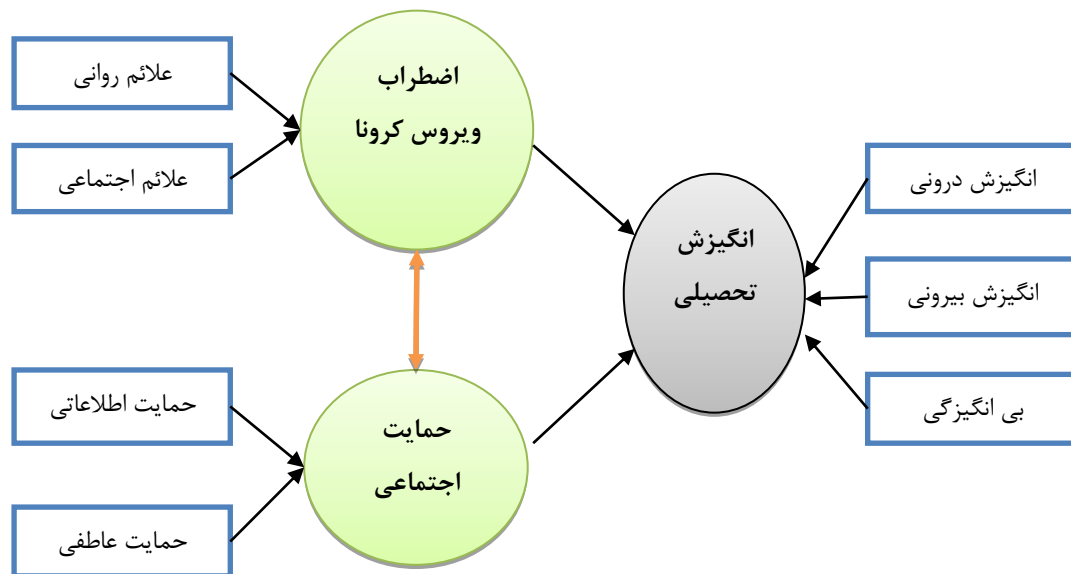 علائم روانی
علائم اجتماعی
اضطراب
ویروس کرونا
انگیزش
تحصیلی
انگیزش درونی
انگیزش بیرونی
بی انگیزگی
حمایت اطلاعاتی
حمایت عاطفی
حمایت
اجتماعی